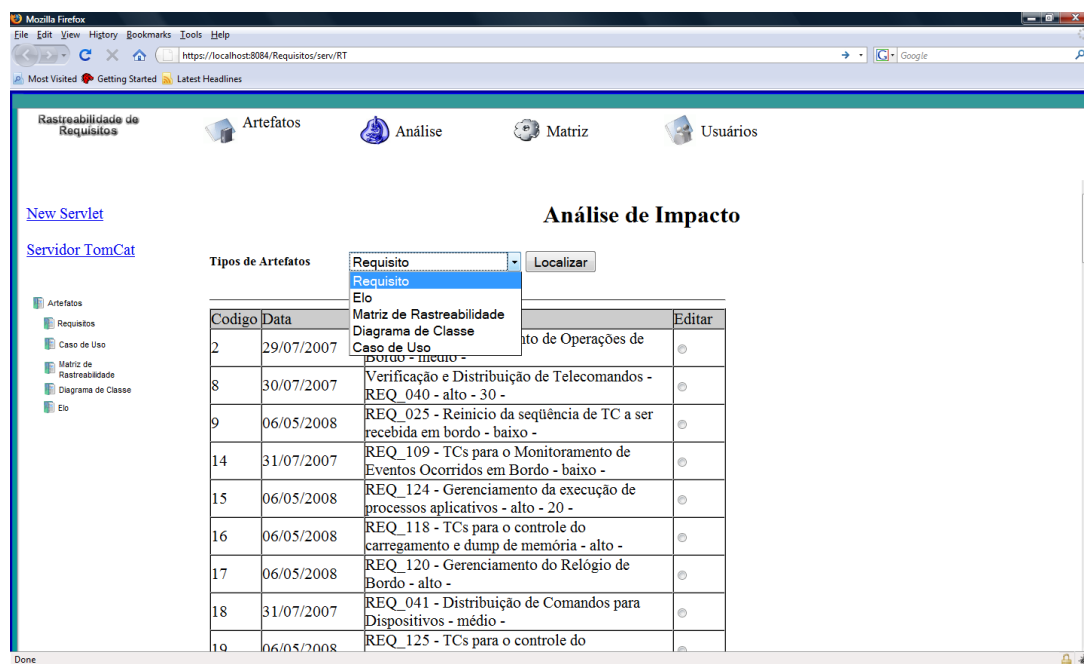 Mozilla Firefox
File Edit View History Bookmarks Tools Help
https://localhost:8084/Requisitos/serv/RT
G Google
Most Visited Getting Started Latest Headlines
Rastreabilidade de
Requisitos
Artefatos
Análise
Matriz
Usuários
New Servlet
Servidor TomCat
Análise de Impacto
Tipos de Artefatos Requisito Localizar
Requisito
Elo
Matriz de Rastreabilidade
Diagrama de Classe
Caso de Uso
Artefatos
Requisitos
Caso de Uso
Matriz de
Rastreabilidade
Diagrama de Classe
Elo
Codigo Data Editar
2 29/07/2007 de Operações de
Bordo - médio -
8 30/07/2007 Verificação e Distribuição de Telecomandos -
REQ_040 - alto - 30 -
9 06/05/2008 REQ_025 - Reinicio da seqüência de TC a ser
recebida em bordo - baixo -
14 31/07/2007 REQ_109 - TCs para o Monitoramento de
Eventos Ocorridos em Bordo - baixo -
15 06/05/2008 REQ_124 - Gerenciamento da execução de
processos aplicativos - alto - 20 -
16 06/05/2008 REQ_118 - TCs para o controle do
carregamento e dump de memória - alto -
17 06/05/2008 REQ_120 - Gerenciamento do Relógio de
Bordo - alto -
18 31/07/2007 REQ_041 - Distribuição de Comandos para
Dispositivos - médio -
19 06/05/2008 REQ_125 - TCs para o controle do
Done